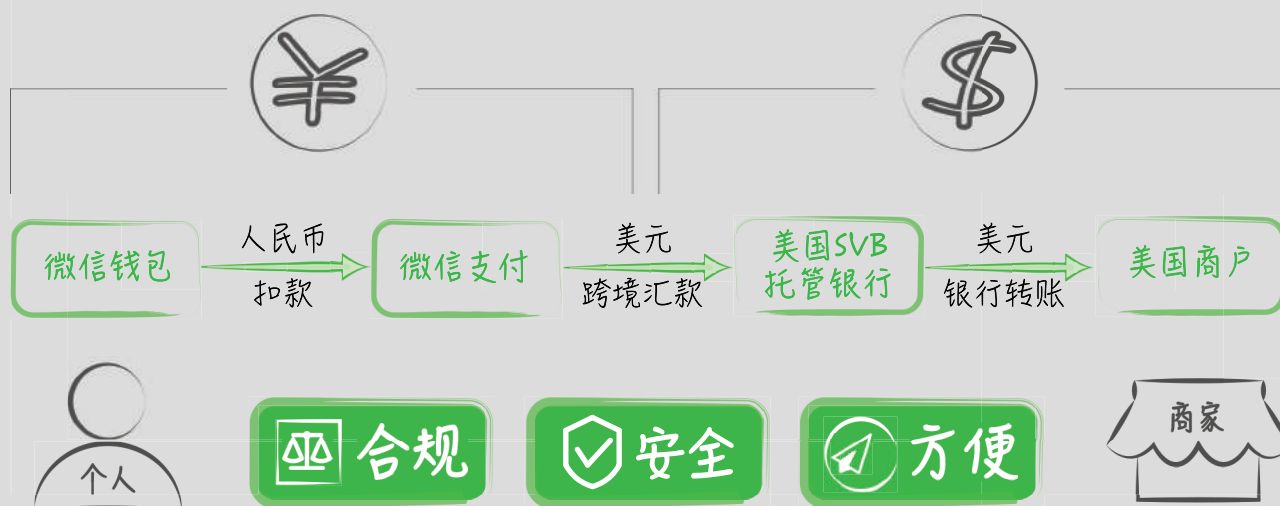 ¥
$
微信钱包
人民币
扣款
微信支付
美元
跨境汇款
美国SVB
托管银行
美元
银行转账
美国商户
个人
合规
安全
方便
商家